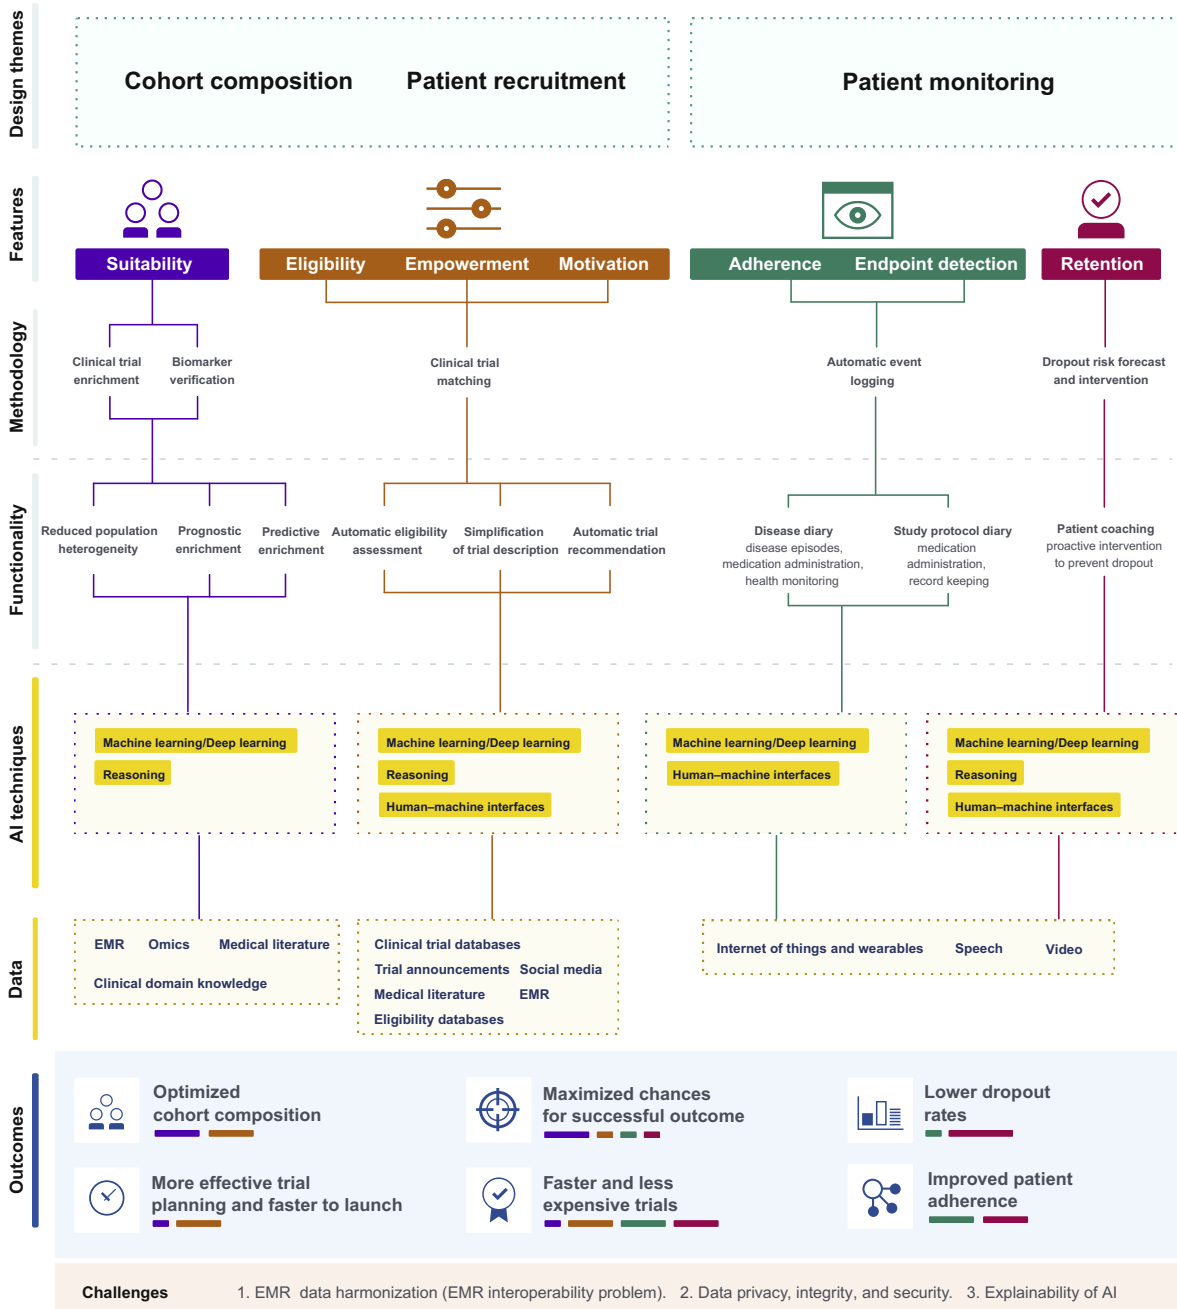 Design themes
Cohort composition
Patient recruitment
Patient monitoring
Features
Suitability
Eligibility
Empowerment
Motivation
Adherence
Endpoint detection
Retention
Methodology
Clinical trial
enrichment
Biomarker
verification
Clinical trial
matching
Automatic event
logging
Dropout risk forecast
and intervention
Functionality
Reduced population
heterogeneity
Prognostic
enrichment
Predictive
enrichment
Automatic eligibility
assessment
Simplification
of trial description
Automatic trial
recommendation
Disease diary
disease episodes,
medication administration,
health monitoring
Study protocol diary
medication
administration,
record keeping
Patient coaching
proactive intervention
to prevent dropout
AI techniques
Machine learning/Deep learning
Reasoning
Machine learning/Deep learning
Reasoning
Human–machine interfaces
Machine learning/Deep learning
Human–machine interfaces
Machine learning/Deep learning
Reasoning
Human–machine interfaces
Data
EMR
Omics
Medical literature
Clinical domain knowledge
Clinical trial databases
Trial announcements
Social media
Medical literature
EMR
Eligibility databases
Internet of things and wearables
Speech
Video
Outcomes
Optimized
cohort composition
Maximized chances
for successful outcome
Lower dropout
rates
More effective trial
planning and faster to launch
Faster and less
expensive trials
Improved patient
adherence
Challenges
1. EMR data harmonization (EMR interoperability problem). 2. Data privacy, integrity, and security. 3. Explainability of AI